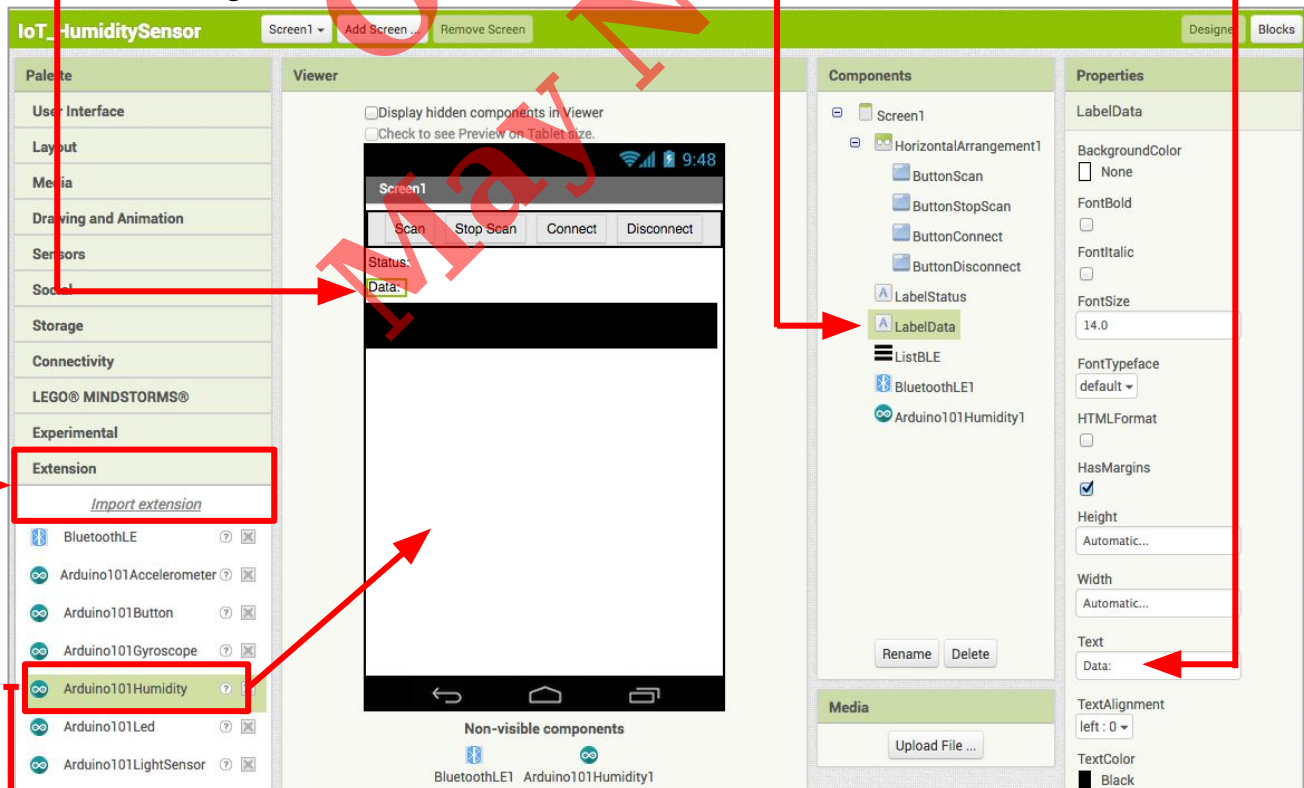 IoT_HumiditySensor
Screen1
Add Screen ...
Remove Screen
Designer
Blocks
Palette
User Interface
Layout
Media
Drawing and Animation
Sensors
Social
Storage
Connectivity
LEGO® MINDSTORMS®
Experimental
Extension
Import extension
BluetoothLE
Arduino101Accelerometer
Arduino101Button
Arduino101Gyroscope
Arduino101Humidity
Arduino101Led
Arduino101LightSensor
Viewer
Display hidden components in Viewer
Check to see Preview on Tablet size.
9:48
Screen1
Scan Stop Scan Connect Disconnect
Status:
Data:
Non-visible components
BluetoothLE1 Arduino101Humidity1
Components
Screen1
HorizontalArrangement1
ButtonScan
ButtonStopScan
ButtonConnect
ButtonDisconnect
LabelStatus
LabelData
ListBLE
BluetoothLE1
Arduino101Humidity1
Rename Delete
Media
Upload File ...
Properties
LabelData
BackgroundColor
None
FontBold
FontItalic
FontSize
14.0
FontTypeface
default
HTMLFormat
HasMargins
Height
Automatic...
Width
Automatic...
Text
Data:
TextAlignment
left : 0
TextColor
Black
May